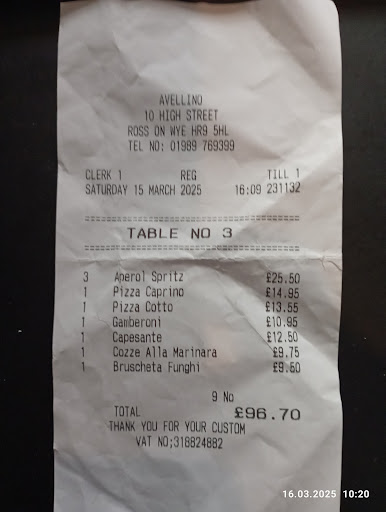 AVELLINO
10 HIGH STREET
ROSS ON WYE HR9 5HL
TEL NO: 01989 769399
CLERK 1 REG TILL 1
SATURDAY 15 MARCH 2025 16:09 231132
==========================================
TABLE NO 3
==========================================
3 Aperol Spritz £25.50
1 Pizza Caprino £14.95
1 Pizza Cotto £13.55
1 Gamberoni £10.95
1 Capesante £12.50
1 Cozze Alla Marinara £9.75
1 Bruscheta Funghi £9.50
9 No
TOTAL £96.70
THANK YOU FOR YOUR CUSTOM
VAT NO;318824882
16.03.2025 10:20